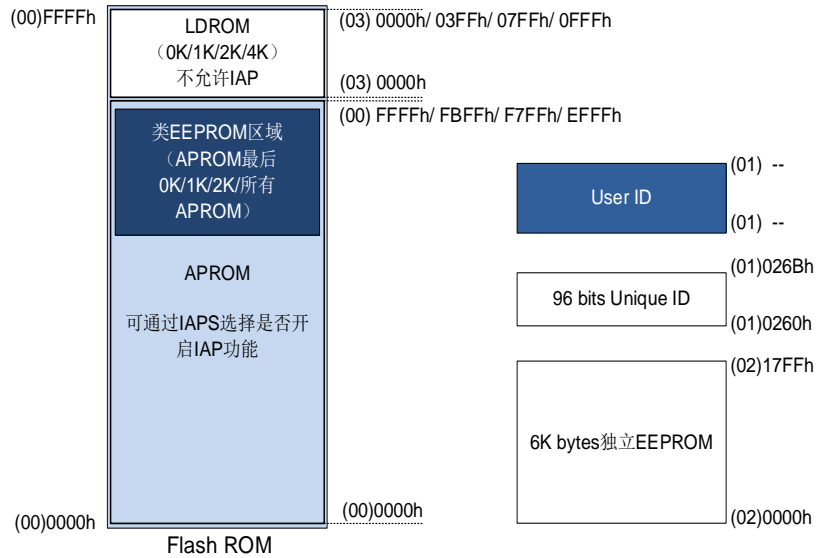 (00)FFFFh
LDROM
（0K/1K/2K/4K）
不允许IAP
(03) 0000h/ 03FFh/ 07FFh/ 0FFFh
(03) 0000h
(00) FFFFh/ FBFFh/ F7FFh/ EFFFh
类EEPROM区域
（APROM最后
0K/1K/2K/所有
APROM）
APROM
可通过IAPS选择是否开
启IAP功能
(00)0000h
(00)0000h
Flash ROM
(01) --
User ID
(01) --
(01)026Bh
96 bits Unique ID
(01)0260h
(02)17FFh
6K bytes独立EEPROM
(02)0000h